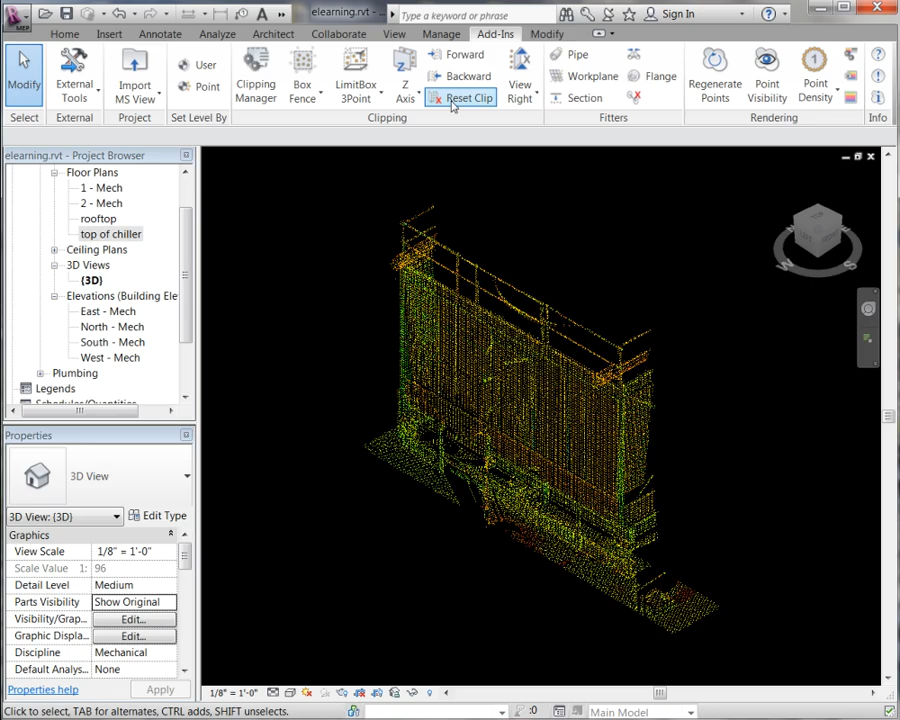 elearning.rvt -
Type a keyword or phrase
Sign In
MEP
Home Insert Annotate Analyze Architect Collaborate View Manage Add-Ins Modify
Modify
External Tools
Import MS View
User
Point
Clipping Manager
Box Fence
LimitBox 3Point
Z Axis
Forward
Backward
Reset Clip
View Right
Pipe
Workplane
Section
Flange
Regenerate Points
Point Visibility
1
Point Density
Select External Project Set Level By Clipping Fitters Rendering Info
elearning.rvt - Project Browser
Floor Plans
1 - Mech
2 - Mech
rooftop
top of chiller
Ceiling Plans
3D Views
{3D}
Elevations (Building Ele
East - Mech
North - Mech
South - Mech
West - Mech
Plumbing
Legends
Schedules/Quantities
Properties
3D View
3D View: {3D}
Edit Type
Graphics
View Scale 1/8" = 1'-0"
Scale Value 1: 96
Detail Level Medium
Parts Visibility Show Original
Visibility/Grap... Edit...
Graphic Displa... Edit...
Discipline Mechanical
Default Analys... None
Properties help Apply
TOP
LEFT FRONT
W S
1/8" = 1'-0"
Click to select, TAB for alternates, CTRL adds, SHIFT unselects.
:0
Main Model